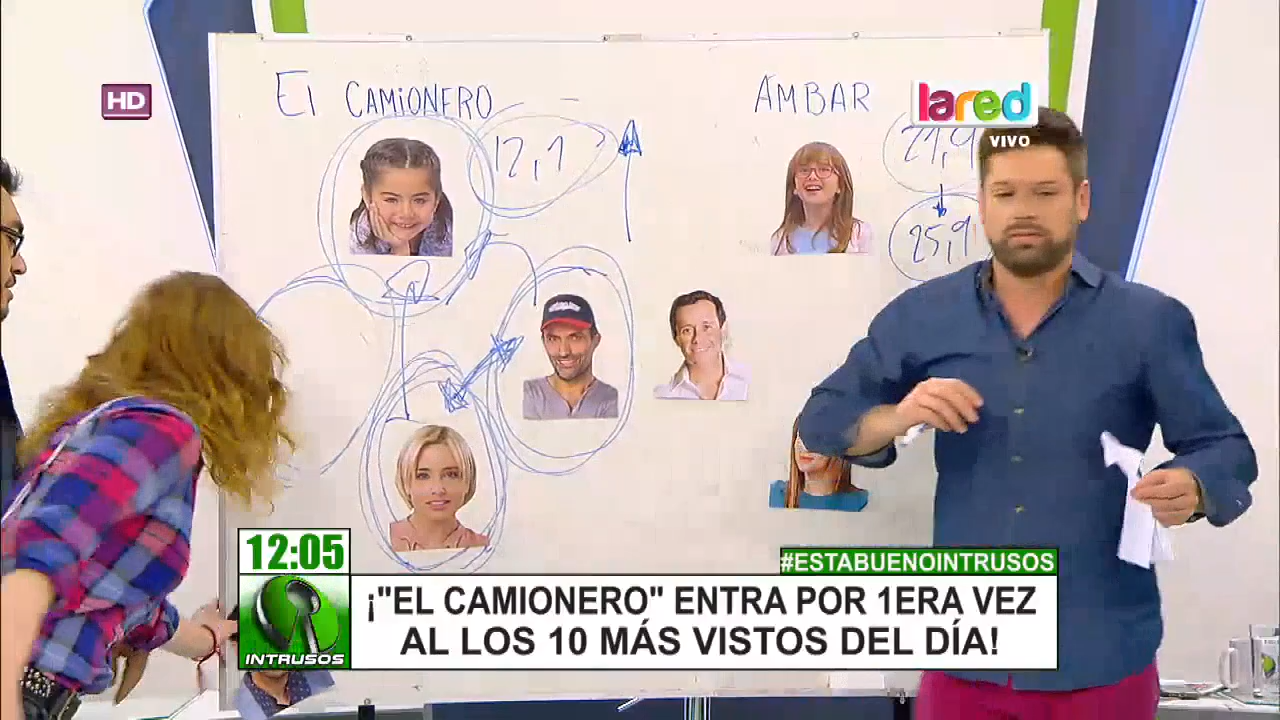 HD
El CAMIONERO
AMBAR
lared
VIVO
12,1
25,9
12:05
#ESTABUENOINTRUSOS
¡"EL CAMIONERO" ENTRA POR 1ERA VEZ
AL LOS 10 MÁS VISTOS DEL DÍA!
INTRUSOS